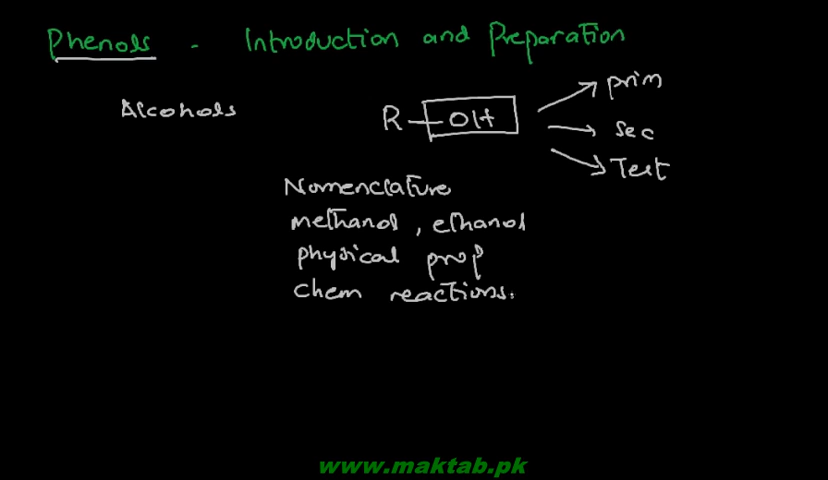 Phenols - Introduction and Preparation
Alcohols R-OH prim
sec
Tert
Nomenclature
methanol, ethanol
physical prop
chem reactions.
www.maktab.pk